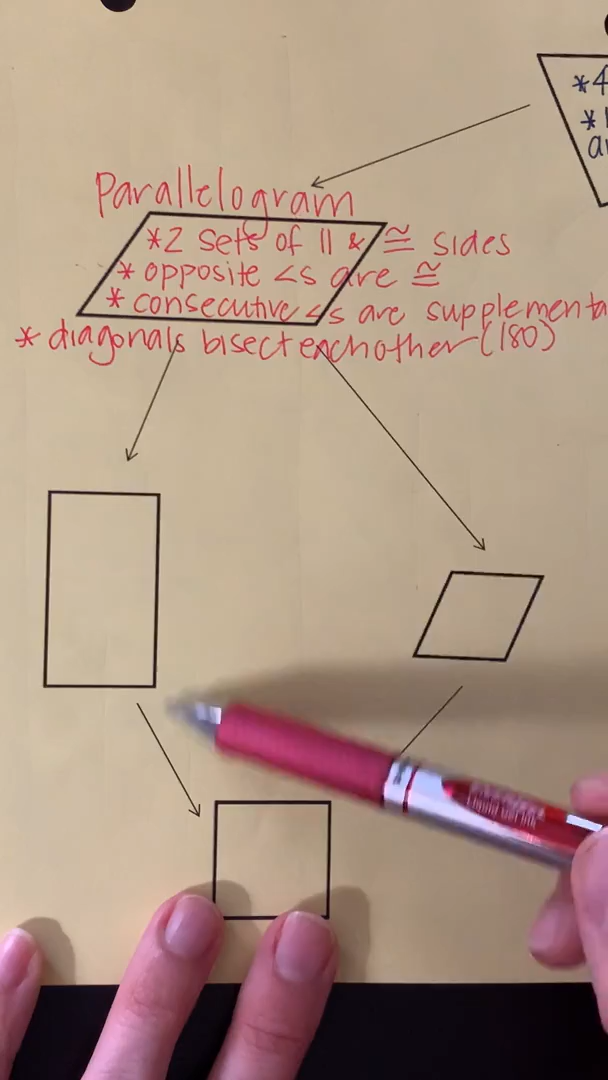 *4
*
Parallelogram
*2 sets of || & ≅ sides
* opposite <s are ≅
* consecutive <s are supplementa
* diagonals bisect eachother (180)